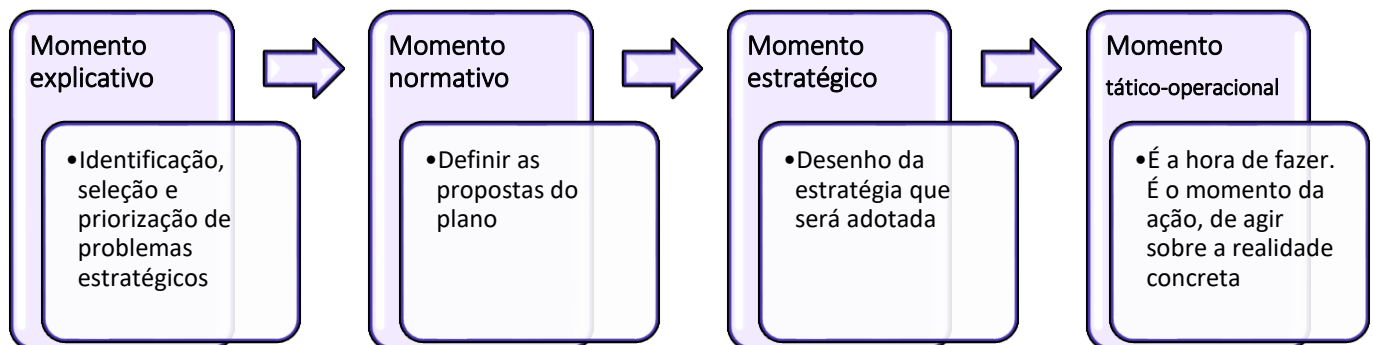 Momento
explicativo
•Identificação,
seleção e
priorização de
problemas
estratégicos
Momento
normativo
•Definir as
propostas do
plano
Momento
estratégico
•Desenho da
estratégia que
será adotada
Momento
tático-operacional
•É a hora de fazer.
É o momento da
ação, de agir
sobre a realidade
concreta